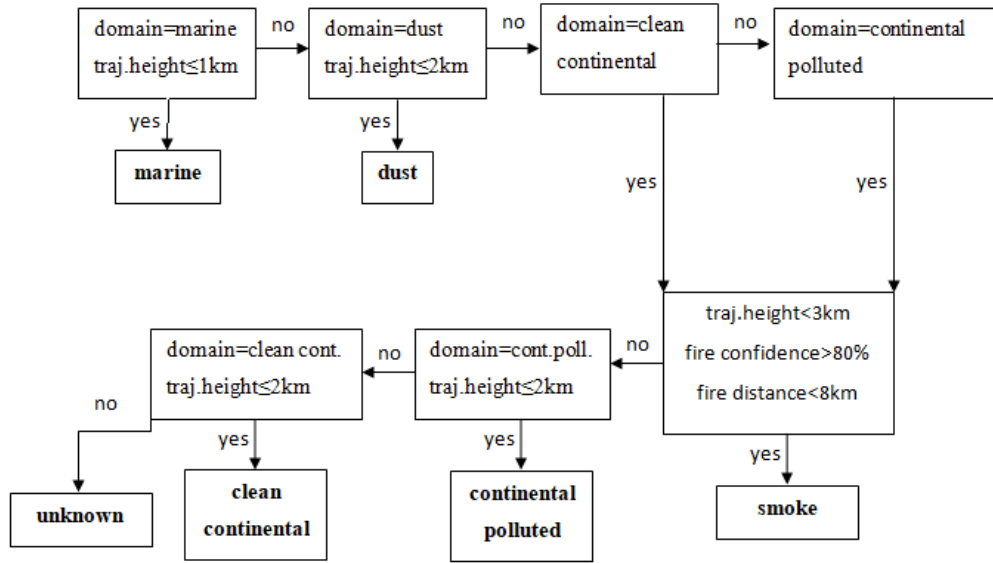 domain=marine
traj.height≤1km
no
domain=dust
traj.height≤2km
no
domain=clean
continental
no
domain=continental
polluted
yes
marine
yes
dust
yes
yes
traj.height<3km
fire confidence>80%
fire distance<8km
no
domain=cont.poll.
traj.height≤2km
no
domain=clean cont.
traj.height≤2km
no
unknown
yes
clean
continental
yes
continental
polluted
yes
smoke